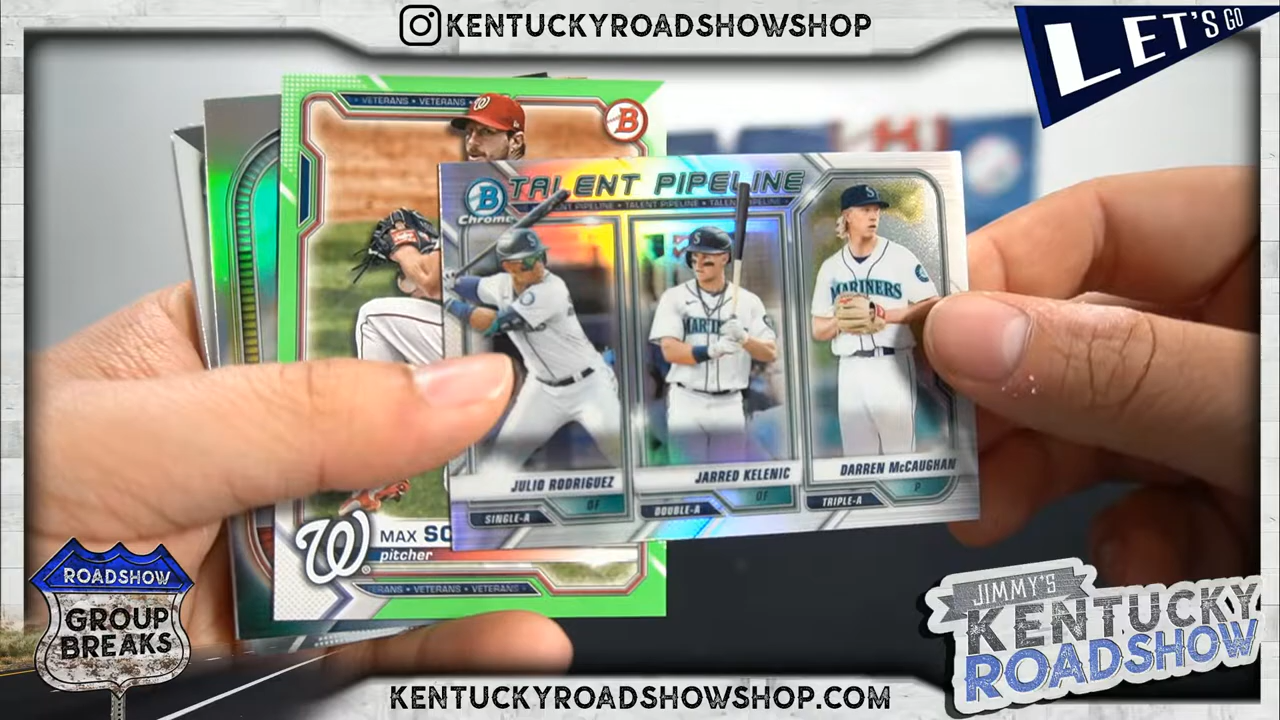 KENTUCKYROADSHOWSHOP
LET'S GO
VETERANS • VETERANS
B
W
B
Chrome
TALENT PIPELINE
TALENT PIPELINE • TALENT PIPELINE
S
S
S
MARINERS
JULIO RODRIGUEZ
OF
SINGLE-A
JARRED KELENIC
OF
DOUBLE-A
DARREN McCAUGHAN
P
TRIPLE-A
W
MAX SC
pitcher
VETERANS • VETERANS
ROADSHOW
GROUP
BREAKS
JIMMY'S
KENTUCKY
ROADSHOW
KENTUCKYROADSHOWSHOP.COM